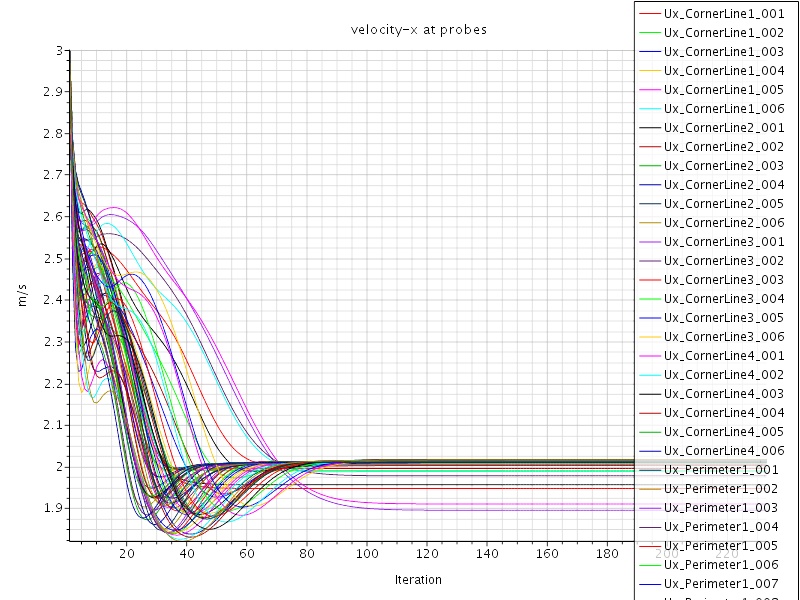 velocity-x at probes
3
2.9
2.8
2.7
2.6
2.5
2.4
2.3
2.2
2.1
2
1.9
m/s
20 40 60 80 100 120 140 160 180 200 220
Iteration
Ux_CornerLine1_001
Ux_CornerLine1_002
Ux_CornerLine1_003
Ux_CornerLine1_004
Ux_CornerLine1_005
Ux_CornerLine1_006
Ux_CornerLine2_001
Ux_CornerLine2_002
Ux_CornerLine2_003
Ux_CornerLine2_004
Ux_CornerLine2_005
Ux_CornerLine2_006
Ux_CornerLine3_001
Ux_CornerLine3_002
Ux_CornerLine3_003
Ux_CornerLine3_004
Ux_CornerLine3_005
Ux_CornerLine3_006
Ux_CornerLine4_001
Ux_CornerLine4_002
Ux_CornerLine4_003
Ux_CornerLine4_004
Ux_CornerLine4_005
Ux_CornerLine4_006
Ux_Perimeter1_001
Ux_Perimeter1_002
Ux_Perimeter1_003
Ux_Perimeter1_004
Ux_Perimeter1_005
Ux_Perimeter1_006
Ux_Perimeter1_007